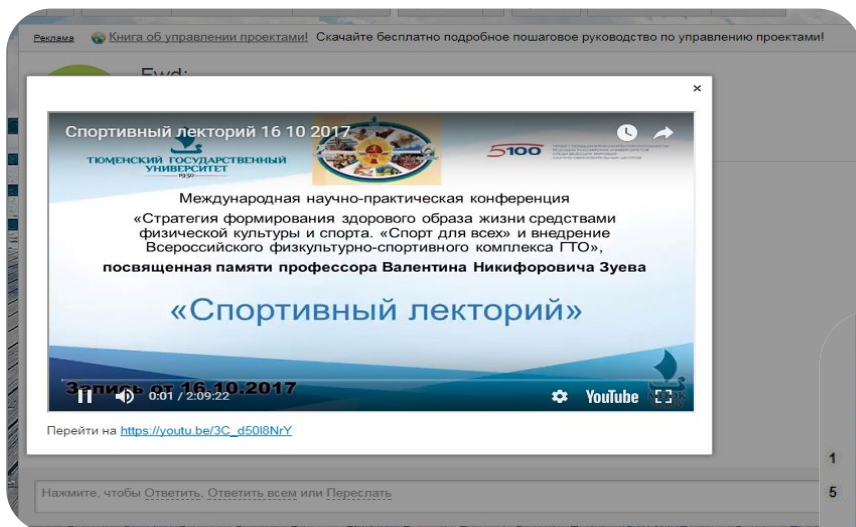 Реклама Книга об управлении проектами! Скачайте бесплатно подробное пошаговое руководство по управлению проектами!
Fwd:
×
Спортивный лекторий 16 10 2017
ТЮМЕНСКИЙ ГОСУДАРСТВЕННЫЙ
УНИВЕРСИТЕТ
1930
5100
Международная научно-практическая конференция
«Стратегия формирования здорового образа жизни средствами
физической культуры и спорта. «Спорт для всех» и внедрение
Всероссийского физкультурно-спортивного комплекса ГТО»,
посвященная памяти профессора Валентина Никифоровича Зуева
«Спортивный лекторий»
Запись от 16.10.2017
0:01 / 2:09:22
YouTube
Перейти на https://youtu.be/3C_d50l8NrY
Нажмите, чтобы Ответить, Ответить всем или Переслать
1
5